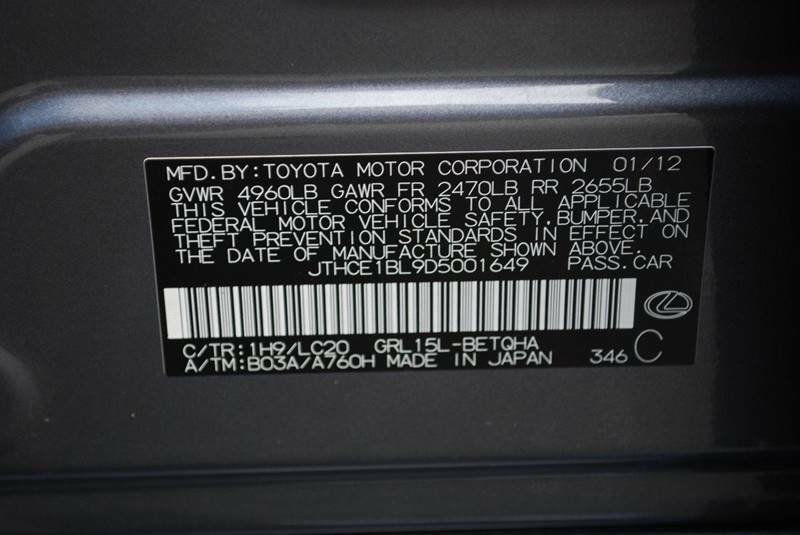 MFD.BY:TOYOTA MOTOR CORPORATION 01/12
GVWR 4960LB GAWR FR 2470LB RR 2655LB
THIS VEHICLE CONFORMS TO ALL APPLICABLE
FEDERAL MOTOR VEHICLE SAFETY,BUMPER,AND
THEFT PREVENTION STANDARDS IN EFFECT ON
THE DATE OF MANUFACTURE SHOWN ABOVE.
JTHCE1BL9D5001649 PASS.CAR
C/TR:1H9/LC20 GRL15L-BETQHA
A/TM:B03A/A760H MADE IN JAPAN 346 C